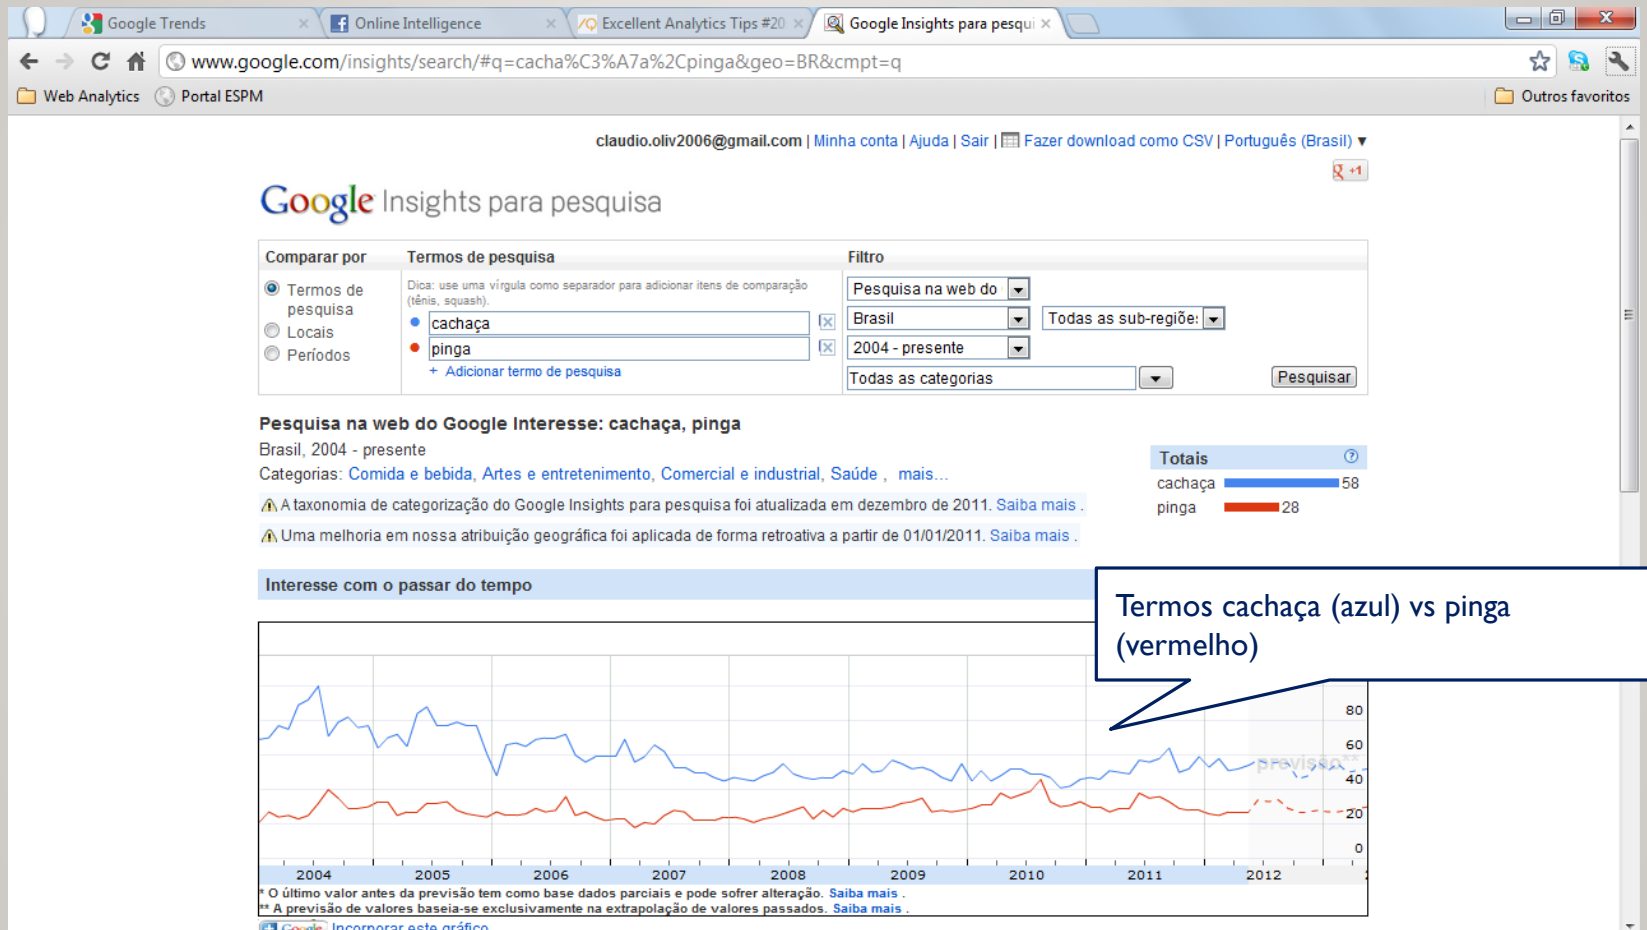 Google Trends
Online Intelligence
Excellent Analytics Tips #20
Google Insights para pesqui
www.google.com/insights/search/#q=cacha%C3%A7a%2Cpinga&geo=BR&cmpt=q
Web Analytics
Portal ESPM
Outros favoritos
claudio.oliv2006@gmail.com | Minha conta | Ajuda | Sair | Fazer download como CSV | Português (Brasil) ▼
g +1
Google Insights para pesquisa
Comparar por
Termos de pesquisa
Filtro
Termos de
pesquisa
Locais
Períodos
Dica: use uma vírgula como separador para adicionar itens de comparação
(tênis, squash).
cachaça
pinga
+ Adicionar termo de pesquisa
Pesquisa na web do
Brasil
Todas as sub-regiõe:
2004 - presente
Todas as categorias
Pesquisar
Pesquisa na web do Google Interesse: cachaça, pinga
Brasil, 2004 - presente
Categorias: Comida e bebida, Artes e entretenimento, Comercial e industrial, Saúde , mais...
A taxonomia de categorização do Google Insights para pesquisa foi atualizada em dezembro de 2011. Saiba mais .
Uma melhoria em nossa atribuição geográfica foi aplicada de forma retroativa a partir de 01/01/2011. Saiba mais .
Totais
cachaça 58
pinga 28
Interesse com o passar do tempo
Termos cachaça (azul) vs pinga
(vermelho)
80
60
previsão**
40
20
0
2004 2005 2006 2007 2008 2009 2010 2011 2012
* O último valor antes da previsão tem como base dados parciais e pode sofrer alteração. Saiba mais .
** A previsão de valores baseia-se exclusivamente na extrapolação de valores passados. Saiba mais .
Google Incorporar este gráfico